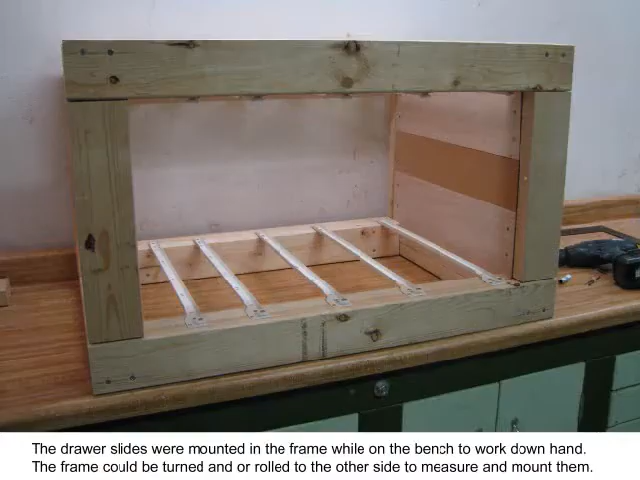 The drawer slides were mounted in the frame while on the bench to work down hand.
The frame could be turned and or rolled to the other side to measure and mount them.